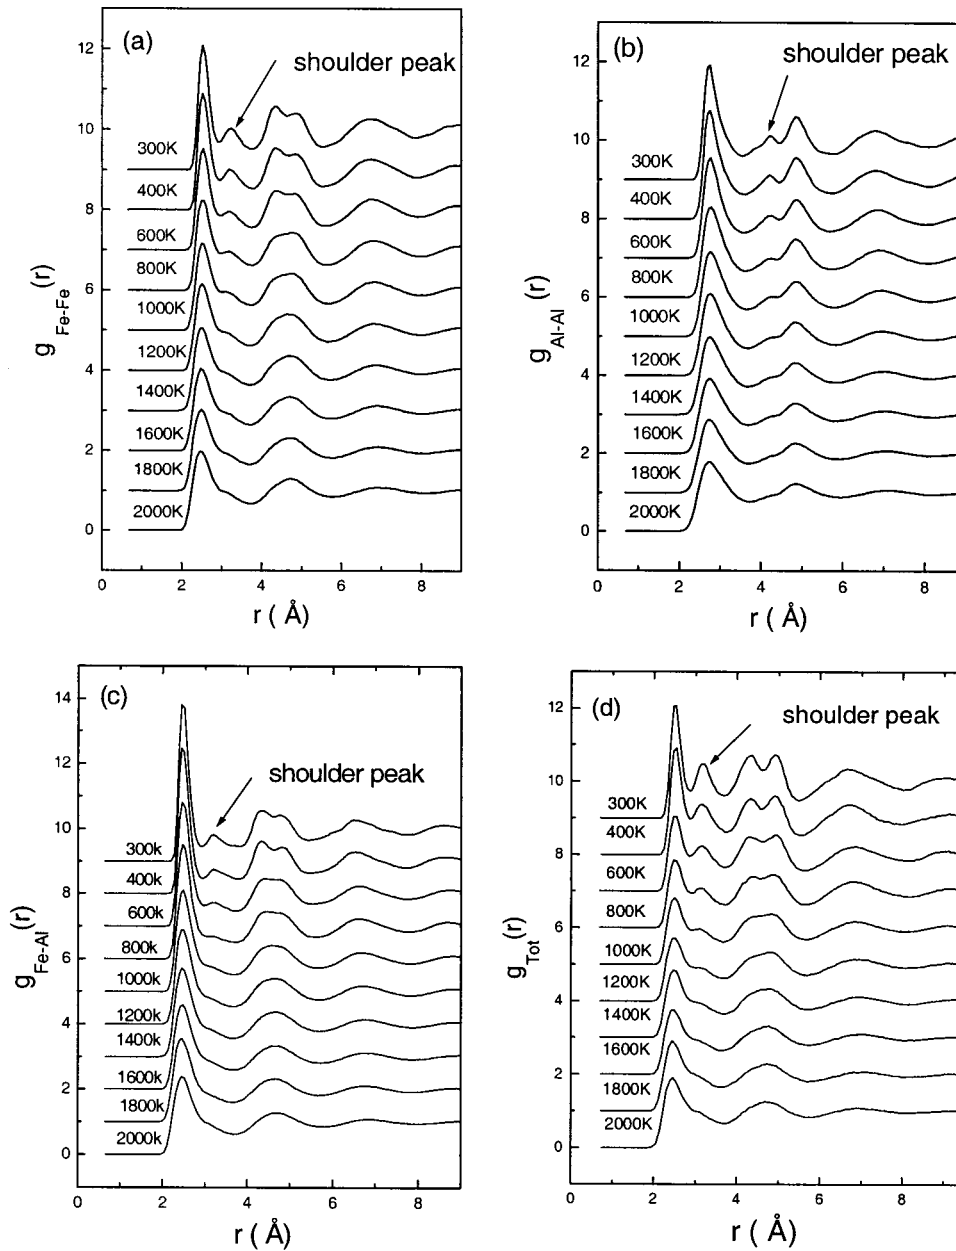 (a)
shoulder peak
12
10
8
6
4
2
0
300K
400K
600K
800K
1000K
1200K
1400K
1600K
1800K
2000K
g Fe-Fe (r)
0 2 4 6 8
r ( Å)
(b)
shoulder peak
12
10
8
6
4
2
0
300K
400K
600K
800K
1000K
1200K
1400K
1600K
1800K
2000K
g Al-Al (r)
0 2 4 6 8
r ( Å)
(c)
shoulder peak
14
12
10
8
6
4
2
0
300k
400k
600k
800k
1000k
1200k
1400k
1600k
1800k
2000k
g Fe-Al (r)
0 2 4 6 8
r ( Å)
(d)
shoulder peak
12
10
8
6
4
2
0
300K
400K
600K
800K
1000K
1200K
1400K
1600K
1800K
2000K
g Tot (r)
0 2 4 6 8
r ( Å)